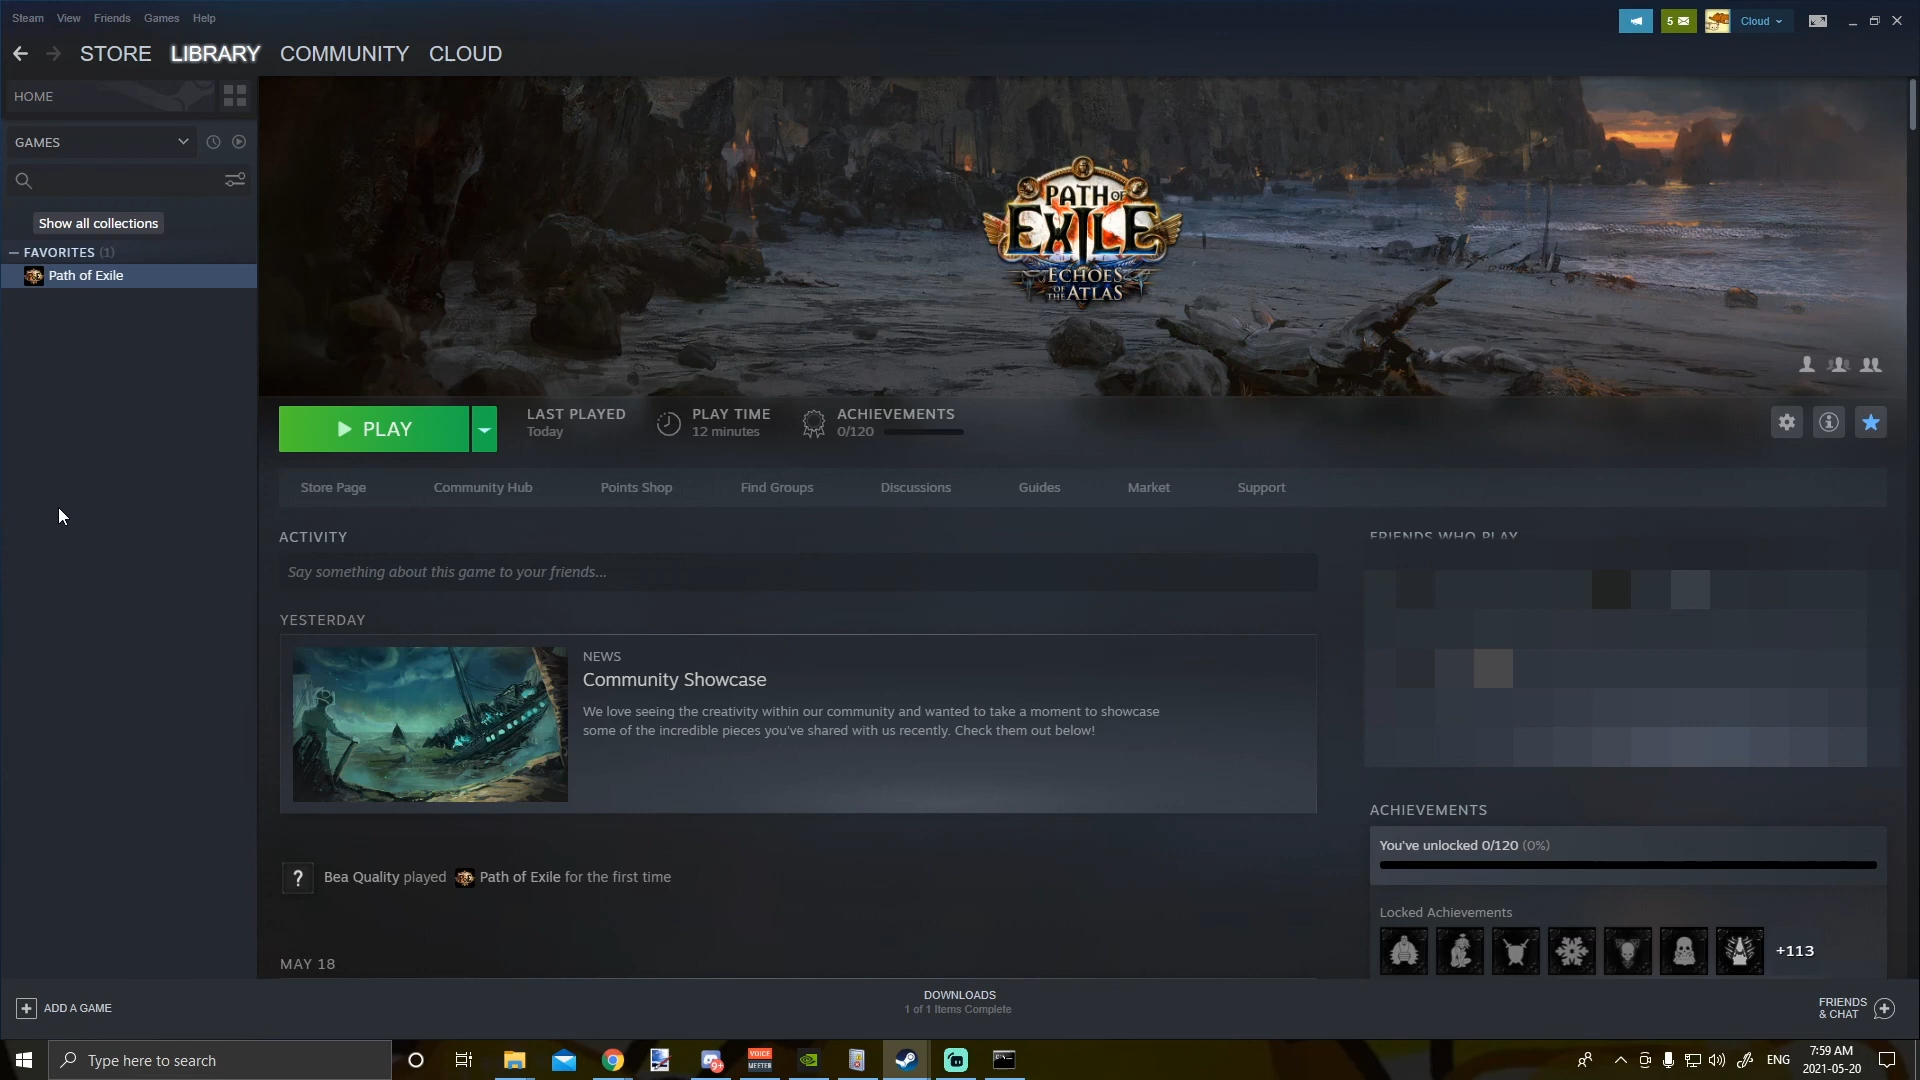 Steam View Friends Games Help
5
Cloud
STORE LIBRARY COMMUNITY CLOUD
HOME
GAMES
Show all collections
FAVORITES (1)
Path of Exile
PATH OF
EXILE
ECHOES
OF THE ATLAS
PLAY
LAST PLAYED
Today
PLAY TIME
12 minutes
ACHIEVEMENTS
0/120
Store Page Community Hub Points Shop Find Groups Discussions Guides Market Support
ACTIVITY
Say something about this game to your friends...
FRIENDS WHO PLAY
YESTERDAY
NEWS
Community Showcase
We love seeing the creativity within our community and wanted to take a moment to showcase
some of the incredible pieces you've shared with us recently. Check them out below!
ACHIEVEMENTS
You've unlocked 0/120 (0%)
? Bea Quality played Path of Exile for the first time
Locked Achievements
+113
MAY 18
ADD A GAME
DOWNLOADS
1 of 1 Items Complete
FRIENDS
& CHAT
Type here to search
9+
VOICE
MEETER
ENG
7:59 AM
2021-05-20